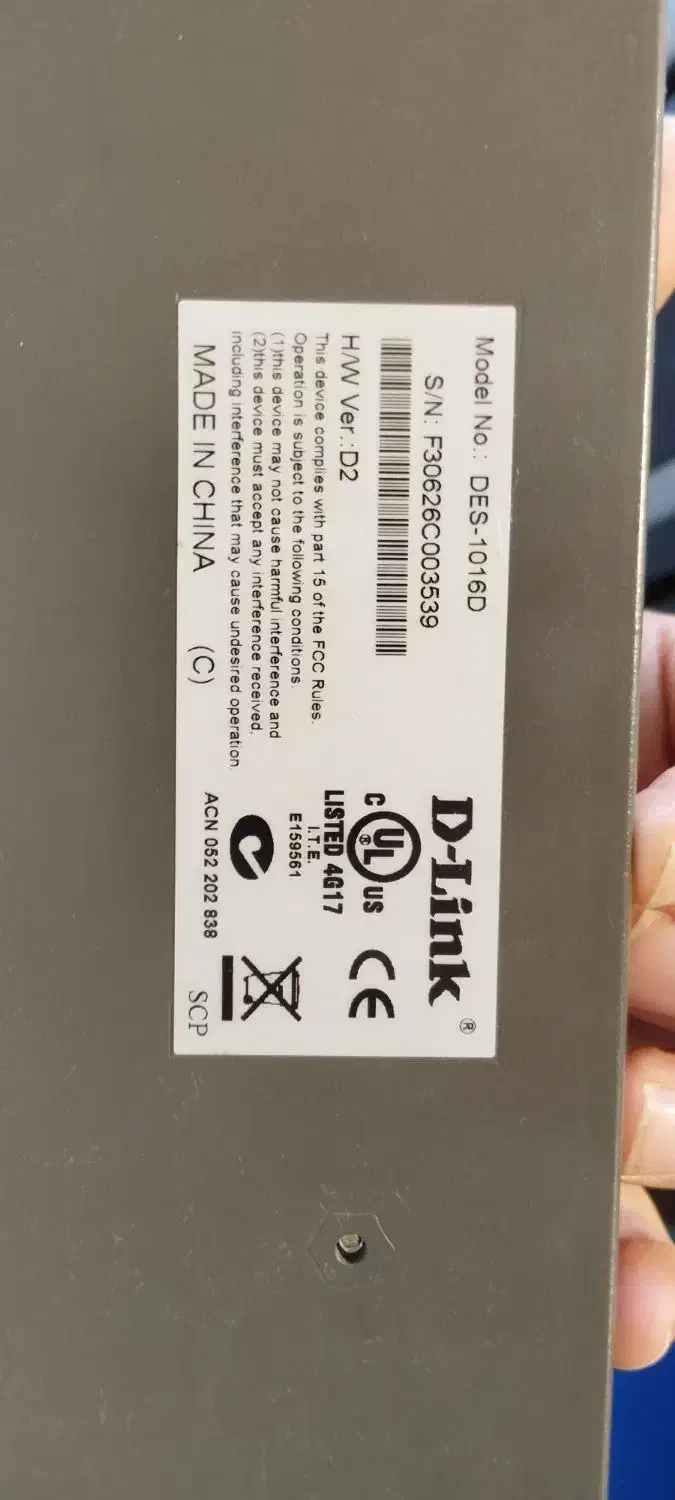 Model No.: DES-1016D
S/N: F30626C003539
H/W Ver.:D2
This device complies with part 15 of the FCC Rules.
Operation is subject to the following conditions.
(1)this device may not cause harmful interference and
(2)this device must accept any interference received.
including interference that may cause undesired operation.
MADE IN CHINA (C)
D-Link®
C UL® US
LISTED 4G17
I.T.E.
E159561
CE
ACN 052 202 838
SCP